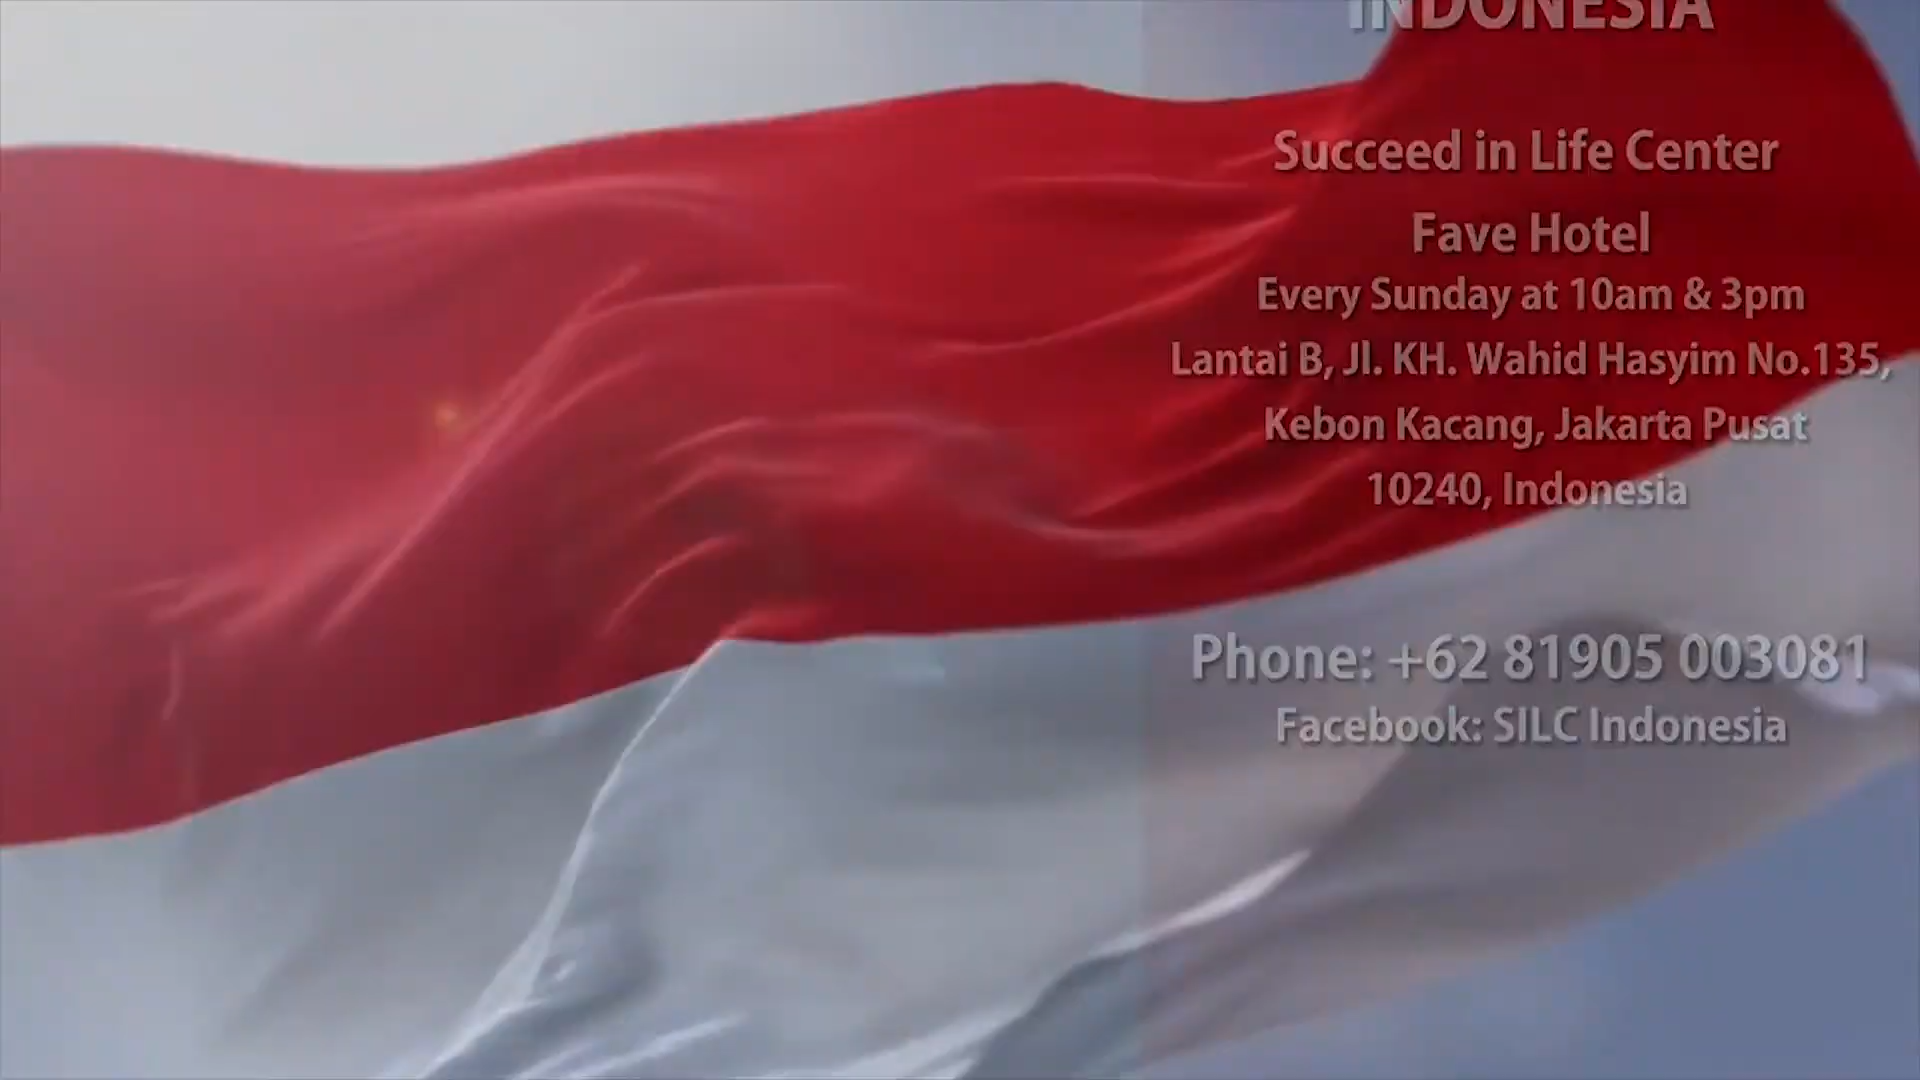 INDONESIA
Succeed in Life Center
Fave Hotel
Every Sunday at 10am & 3pm
Lantai B, Jl. KH. Wahid Hasyim No.135,
Kebon Kacang, Jakarta Pusat
10240, Indonesia
Phone: +62 81905 003081
Facebook: SILC Indonesia